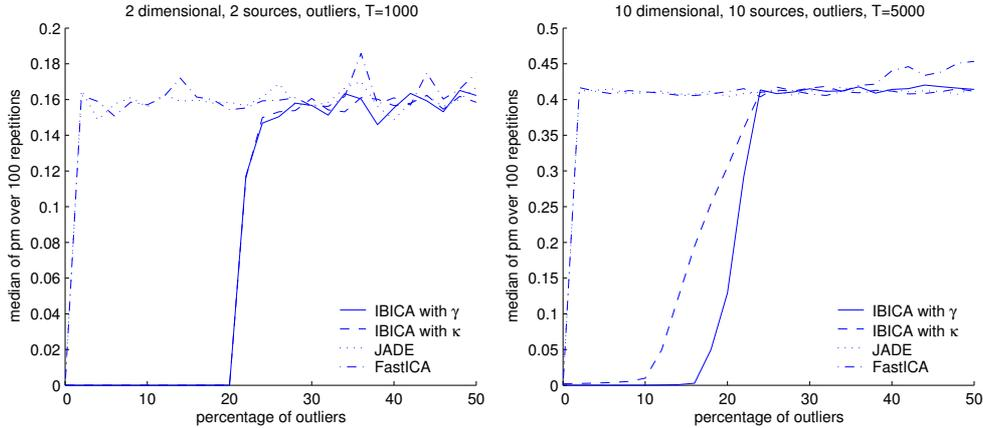 2 dimensional, 2 sources, outliers, T=1000
median of pm over 100 repetitions
0.2
0.18
0.16
0.14
0.12
0.1
0.08
0.06
0.04
0.02
0
0 10 20 30 40 50
percentage of outliers
IBICA with γ
IBICA with κ
JADE
FastICA
10 dimensional, 10 sources, outliers, T=5000
median of pm over 100 repetitions
0.5
0.45
0.4
0.35
0.3
0.25
0.2
0.15
0.1
0.05
0
0 10 20 30 40 50
percentage of outliers
IBICA with γ
IBICA with κ
JADE
FastICA